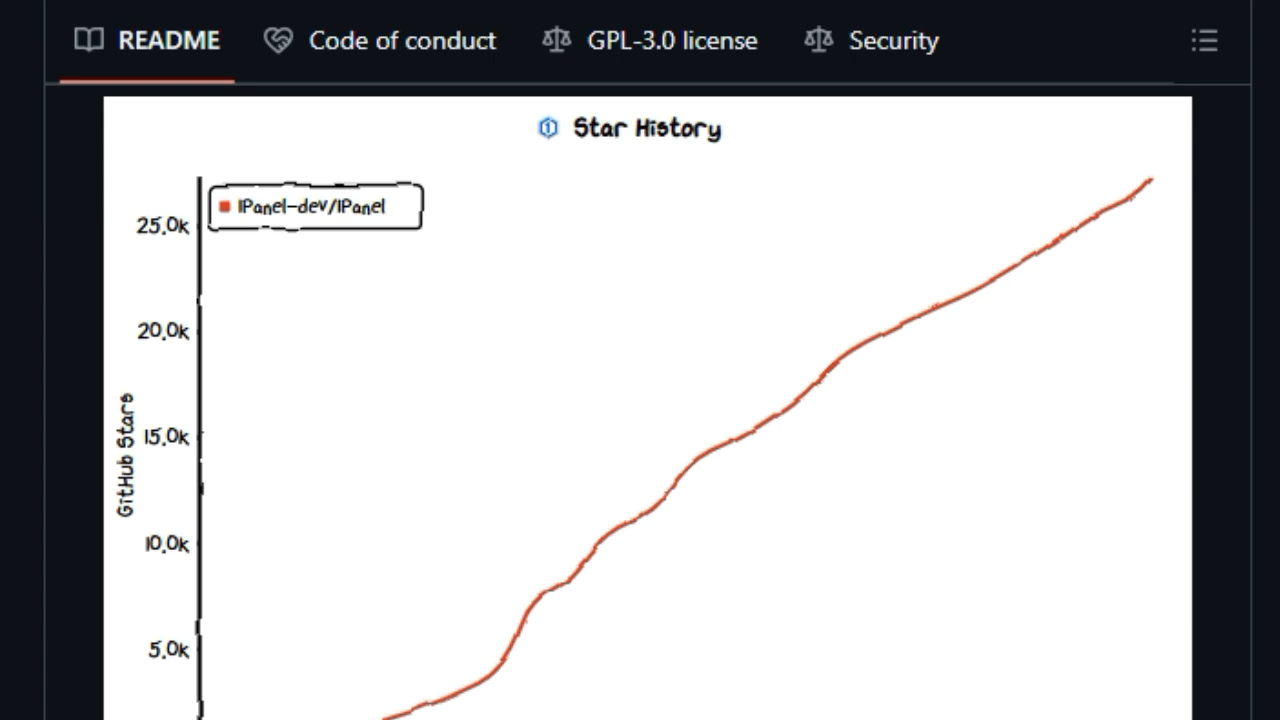 README
Code of conduct
GPL-3.0 license
Security
Star History
1Panel-dev/1Panel
25.0k
20.0k
15.0k
10.0k
5.0k
GitHub Stars